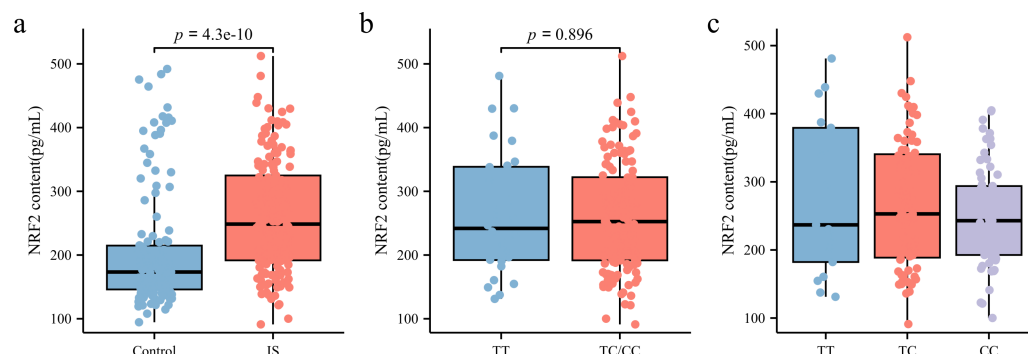 a
p = 4.3e-10
NRF2 content(pg/mL)
500
400
300
200
100
Control
IS
b
p = 0.896
NRF2 content(pg/mL)
500
400
300
200
100
TT
TC/CC
c
NRF2 content(pg/mL)
500
400
300
200
100
TT
TC
CC